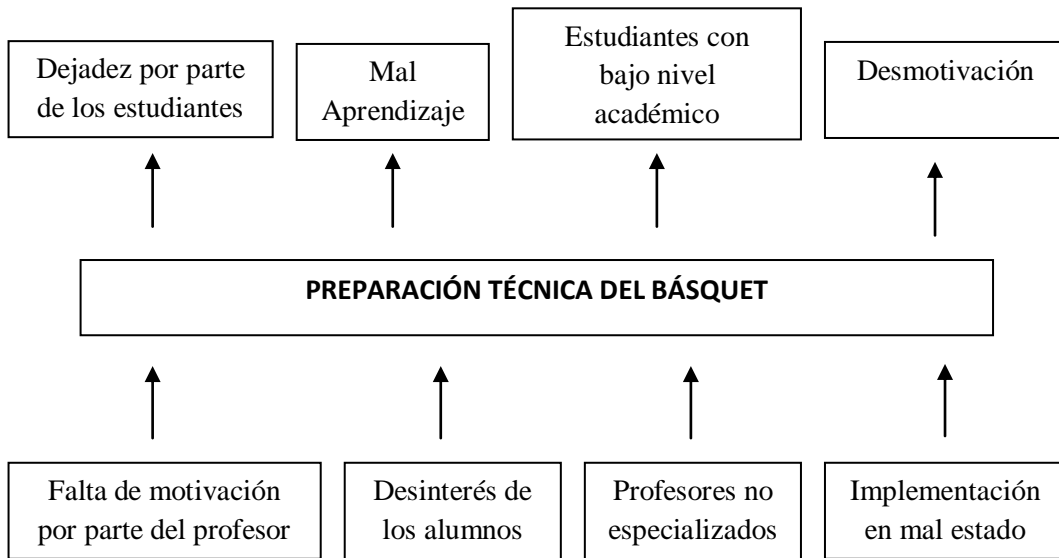 Dejadez por parte
de los estudiantes
Mal
Aprendizaje
Estudiantes con
bajo nivel
académico
Desmotivación
PREPARACIÓN TÉCNICA DEL BÁSQUET
Falta de motivación
por parte del profesor
Desinterés de
los alumnos
Profesores no
especializados
Implementación
en mal estado